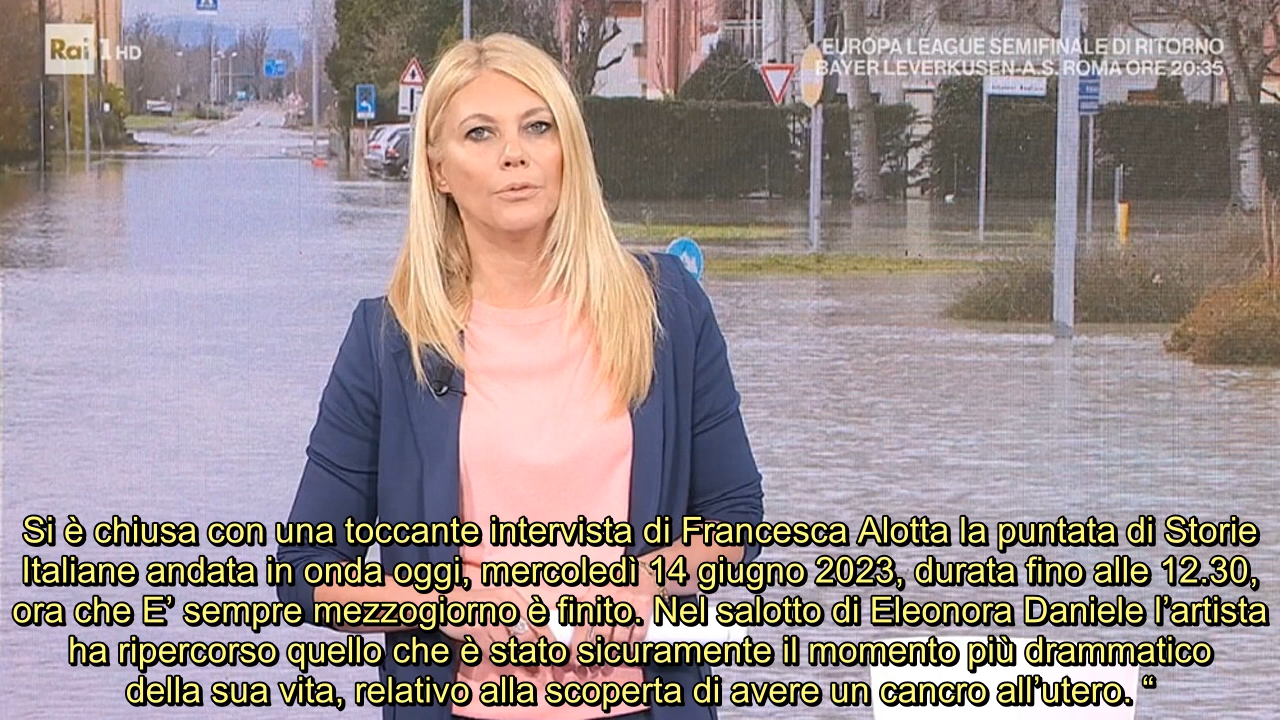 Rai 1 HD
EUROPA LEAGUE SEMIFINALE DI RITORNO
BAYER LEVERKUSEN-A.S. ROMA ORE 20:35
Si è chiusa con una toccante intervista di Francesca Alotta la puntata di Storie
Italiane andata in onda oggi, mercoledì 14 giugno 2023, durata fino alle 12.30,
ora che E’ sempre mezzogiorno è finito. Nel salotto di Eleonora Daniele l’artista
ha ripercorso quello che è stato sicuramente il momento più drammatico
della sua vita, relativo alla scoperta di avere un cancro all’utero. “